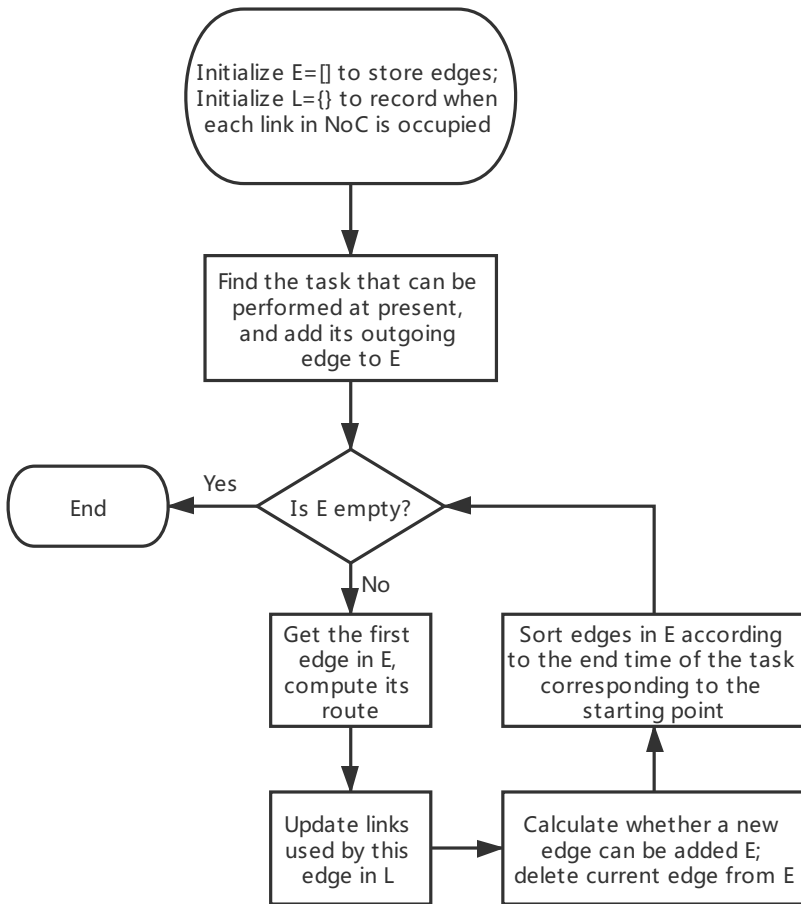 Initialize E=[] to store edges;
Initialize L={} to record when
each link in NoC is occupied
Find the task that can be
performed at present,
and add its outgoing
edge to E
Is E empty?
Yes
End
No
Get the first
edge in E,
compute its
route
Update links
used by this
edge in L
Calculate whether a new
edge can be added E;
delete current edge from E
Sort edges in E according
to the end time of the task
corresponding to the
starting point